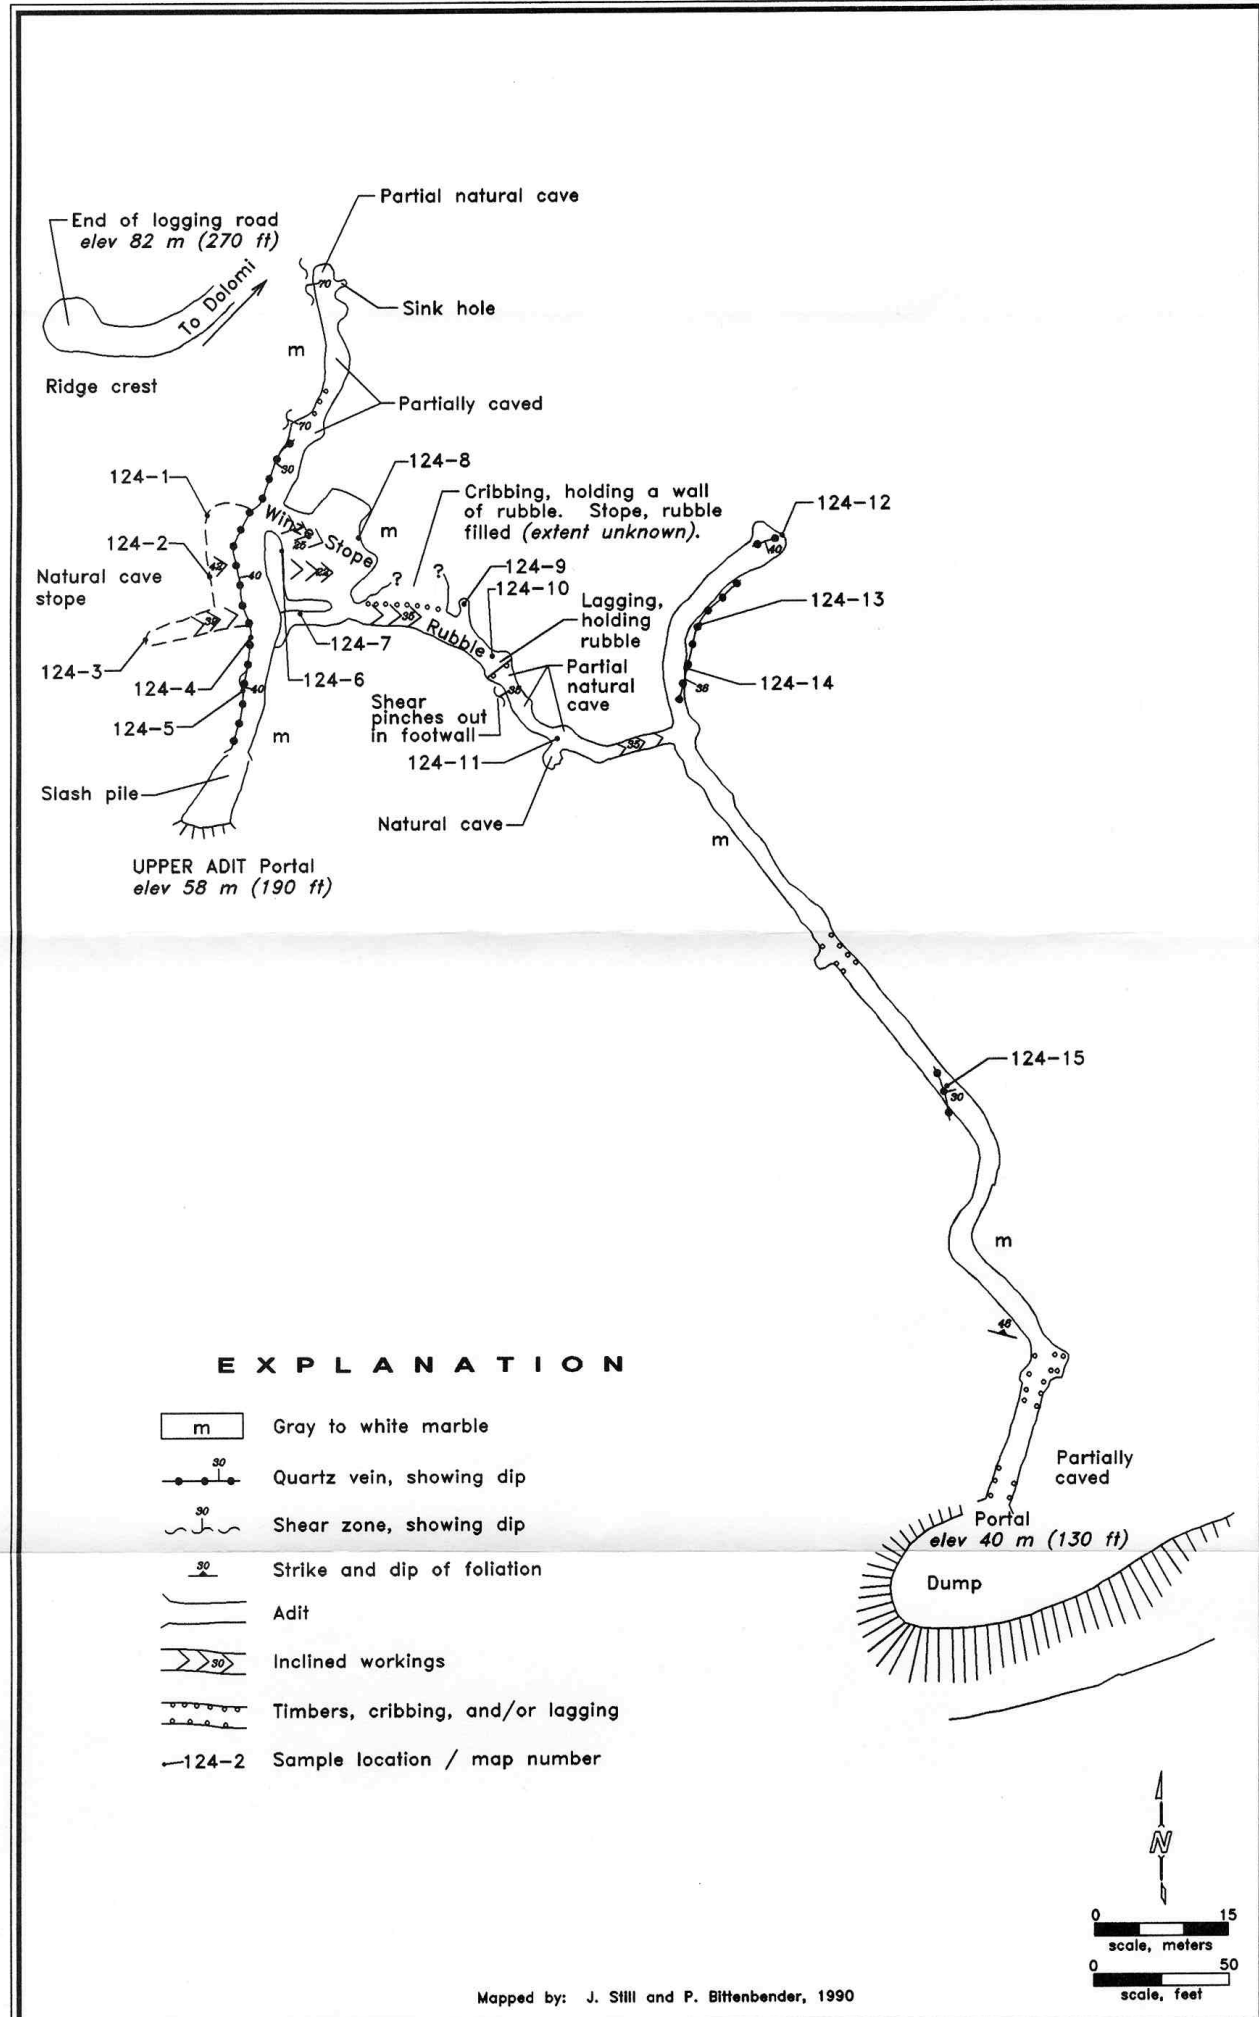 Partial natural cave
End of logging road
elev 82 m (270 ft)
To Dolomi
70
Sink hole
m
Ridge crest
Partially caved
70
124-8
30
124-1
Cribbing, holding a wall
of rubble. Stope, rubble
filled (extent unknown).
124-12
Winze
Stope
m
25
40
124-2
42
22
Natural cave
stope
40
?
?
124-9
124-10
Lagging,
holding
rubble
124-13
39
35
Rubble
124-7
124-3
124-4
124-6
Partial
natural
cave
124-14
38
40
35
Shear
pinches out
in footwall
124-5
m
35
124-11
Slash pile
Natural cave
m
UPPER ADIT Portal
elev 58 m (190 ft)
124-15
30
m
46
EXPLANATION
m
Gray to white marble
30
Quartz vein, showing dip
Partially
caved
30
Shear zone, showing dip
Portal
elev 40 m (130 ft)
30
Strike and dip of foliation
Dump
Adit
30
Inclined workings
Timbers, cribbing, and/or lagging
124-2
Sample location / map number
N
0 15
scale, meters
0 50
scale, feet
Mapped by: J. Still and P. Bittenbender, 1990